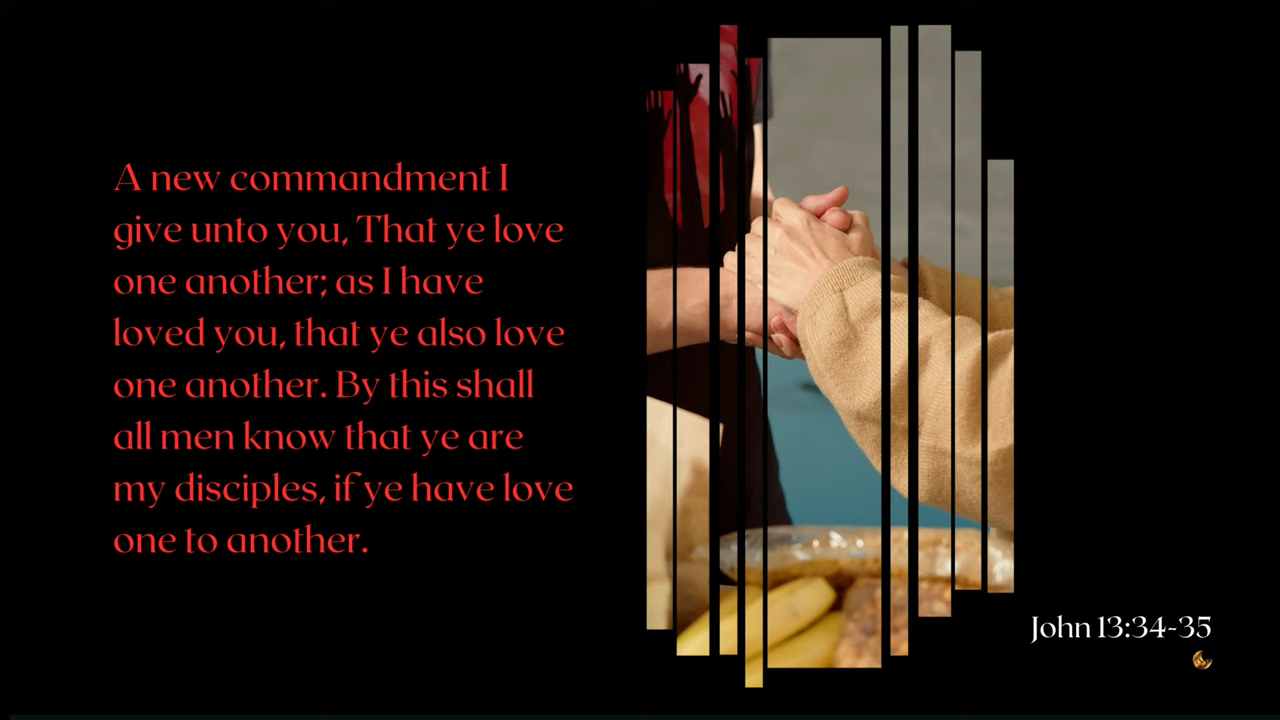 A new commandment I
give unto you, That ye love
one another; as I have
loved you, that ye also love
one another. By this shall
all men know that ye are
my disciples, if ye have love
one to another.
John 13:34-35